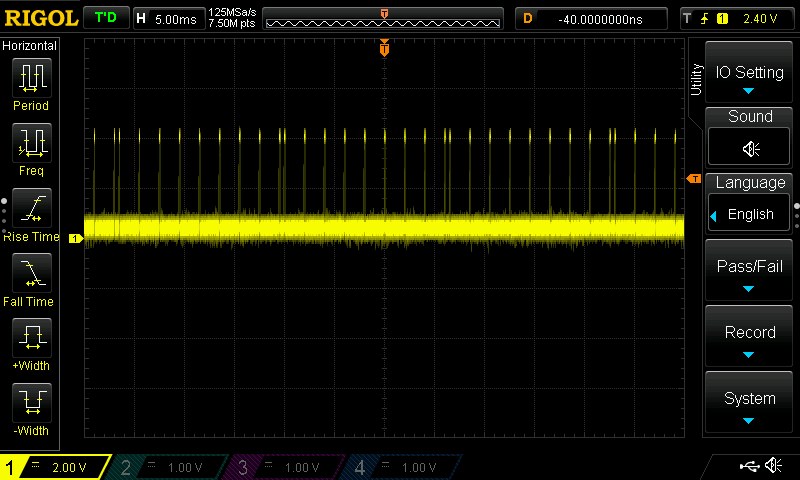 RIGOL T'D H 5.00ms 125MSa/s
7.50M pts T D -40.0000000ns T 1 2.40 V
Horizontal
Period
Freq
Rise Time
Fall Time
+Width
-Width
T
T
1
Utility
IO Setting
Sound
Language
English
Pass/Fail
Record
System
1 2.00 V 2 1.00 V 3 1.00 V 4 1.00 V